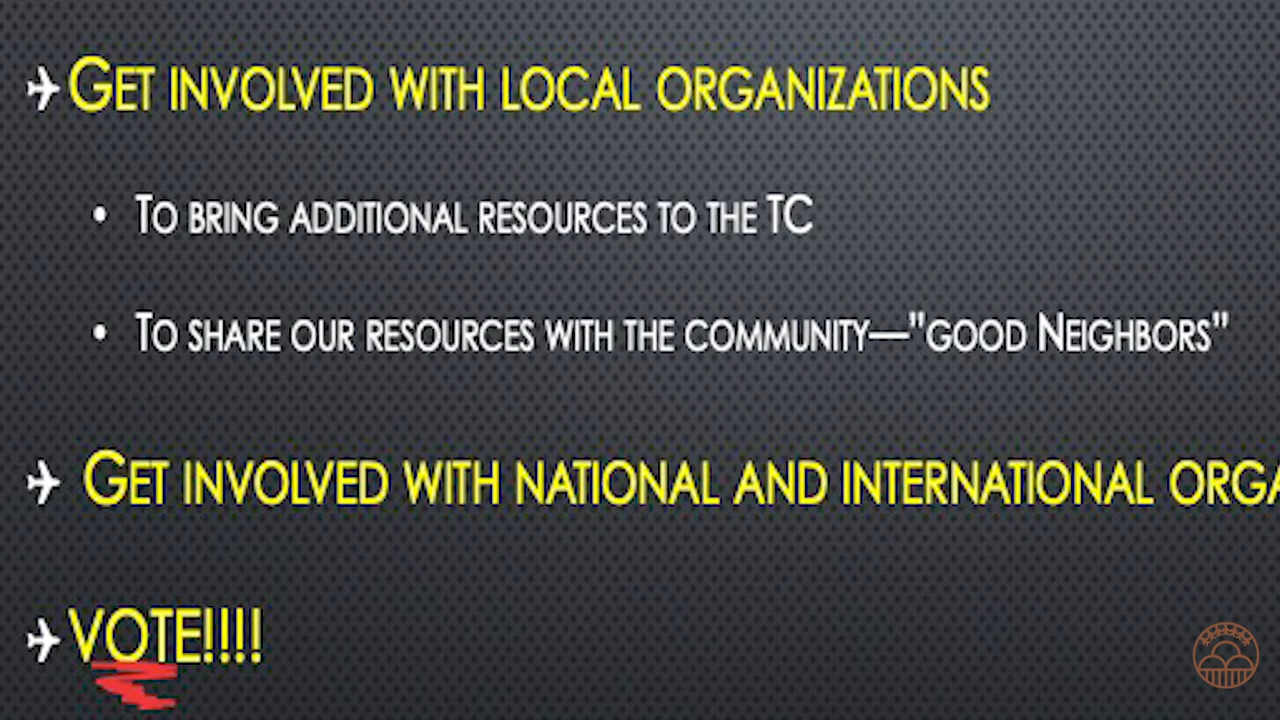 GET INVOLVED WITH LOCAL ORGANIZATIONS
• TO BRING ADDITIONAL RESOURCES TO THE TC
• TO SHARE OUR RESOURCES WITH THE COMMUNITY—"GOOD NEIGHBORS"
GET INVOLVED WITH NATIONAL AND INTERNATIONAL ORGA
VOTE!!!!